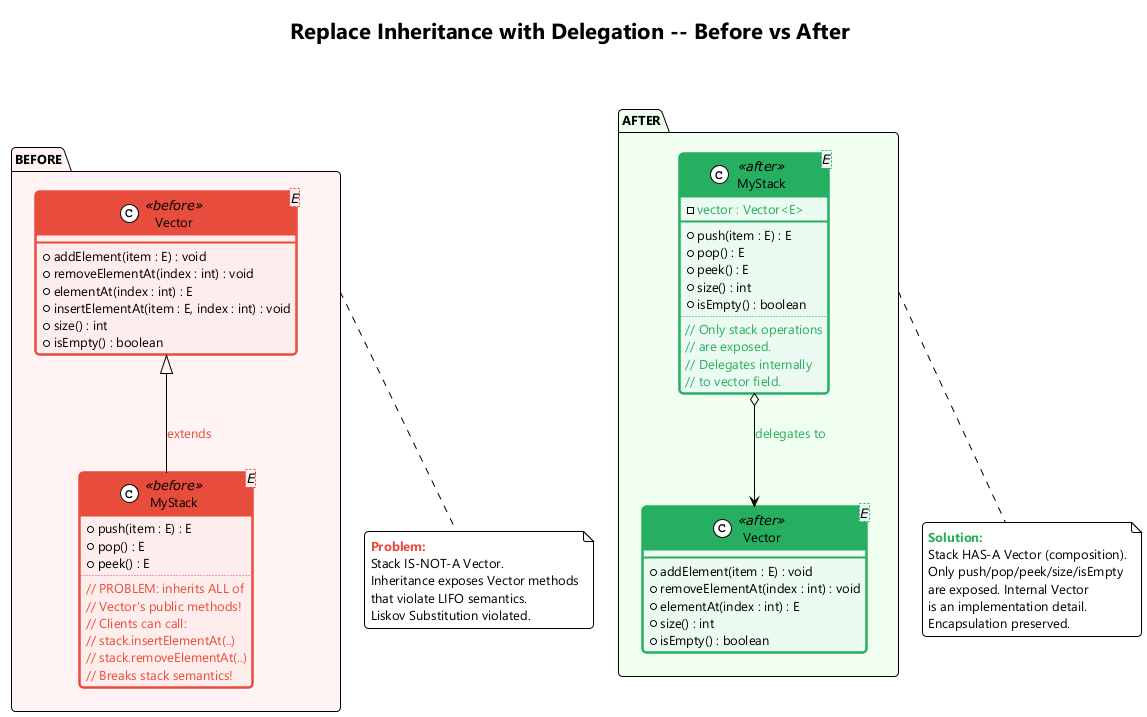 Replace Inheritance with Delegation -- Before vs After
BEFORE
E
C
«before»
Vector
addElement(item : E) : void
removeElementAt(index : int) : void
elementAt(index : int) : E
insertElementAt(item : E, index : int) : void
size() : int
isEmpty() : boolean
extends
E
C
«before»
MyStack
push(item : E) : E
pop() : E
peek() : E
// PROBLEM: inherits ALL of
// Vector's public methods!
// Clients can call:
// stack.insertElementAt(..)
// stack.removeElementAt(..)
// Breaks stack semantics!
Problem:
Stack IS-NOT-A Vector.
Inheritance exposes Vector methods
that violate LIFO semantics.
Liskov Substitution violated.
AFTER
E
C
«after»
MyStack
vector : Vector<E>
push(item : E) : E
pop() : E
peek() : E
size() : int
isEmpty() : boolean
// Only stack operations
// are exposed.
// Delegates internally
// to vector field.
delegates to
E
C
«after»
Vector
addElement(item : E) : void
removeElementAt(index : int) : void
elementAt(index : int) : E
size() : int
isEmpty() : boolean
Solution:
Stack HAS-A Vector (composition).
Only push/pop/peek/size/isEmpty
are exposed. Internal Vector
is an implementation detail.
Encapsulation preserved.